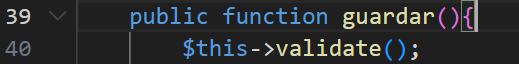 39 public function guardar(){
40 $this->validate();